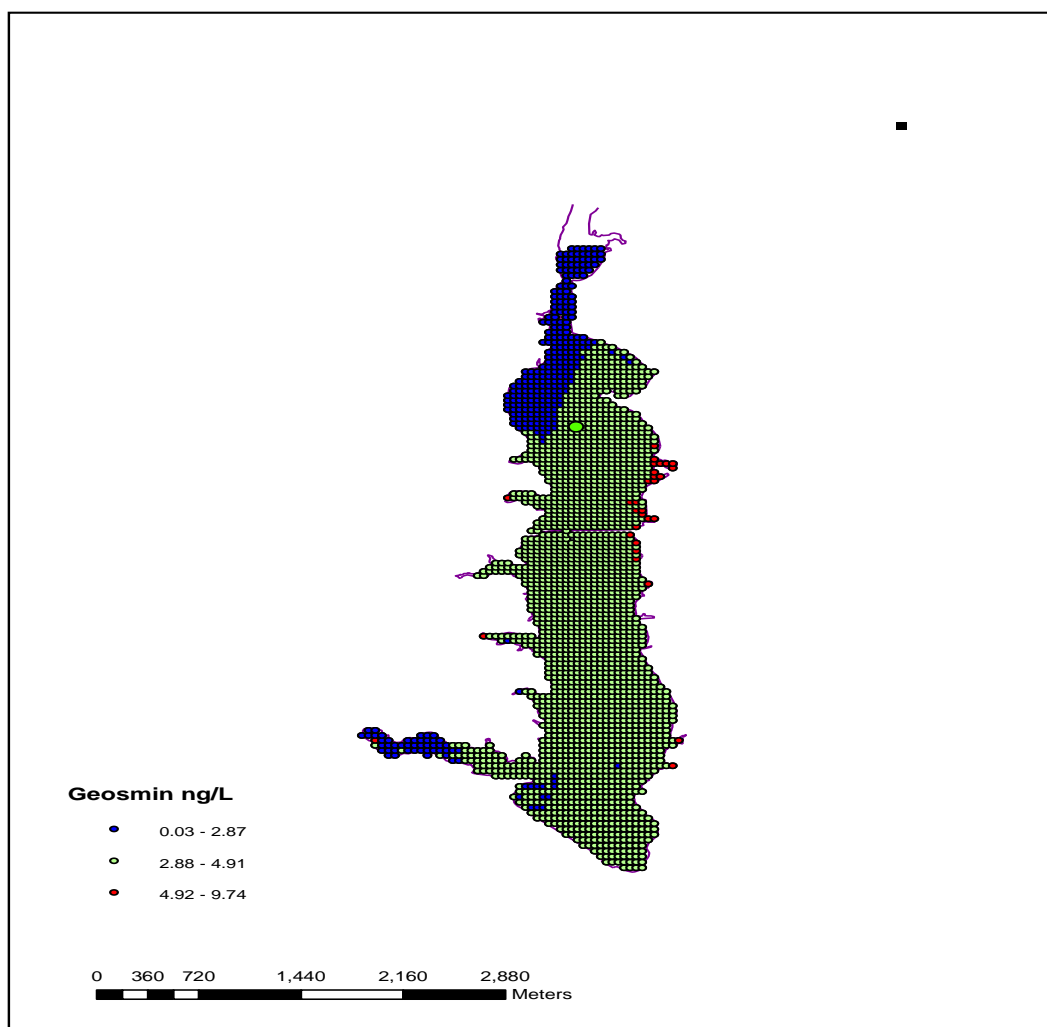 Geosmin ng/L
0.03 - 2.87
2.88 - 4.91
4.92 - 9.74
0 360 720 1,440 2,160 2,880
Meters